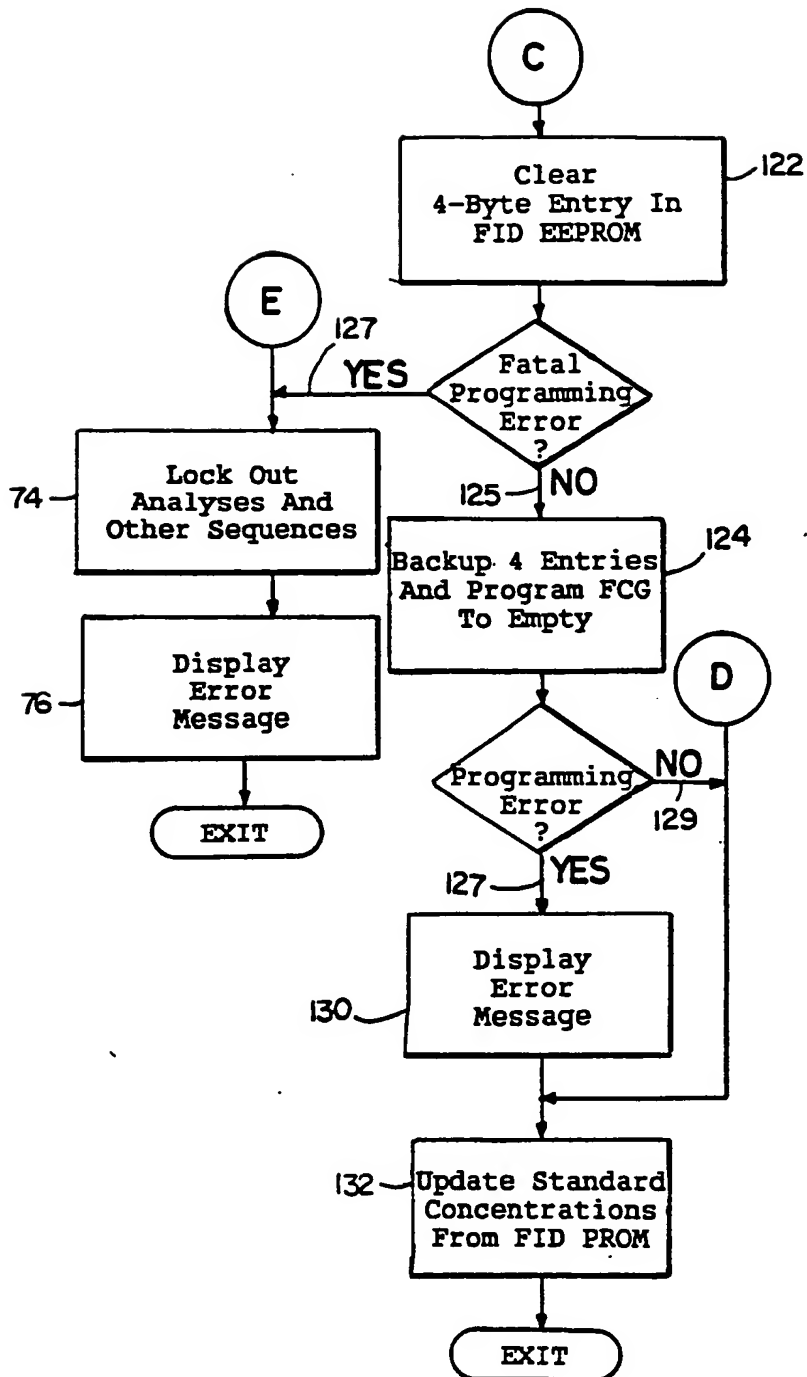 C
122
Clear
4-Byte Entry In
FID EEPROM
E
127
YES
Fatal
Programming
Error
?
125
NO
74
Lock Out
Analyses And
Other Sequences
124
Backup 4 Entries
And Program FCG
To Empty
76
Display
Error
Message
D
EXIT
Programming
Error
?
NO
129
127
YES
130
Display
Error
Message
132
Update Standard
Concentrations
From FID PROM
EXIT